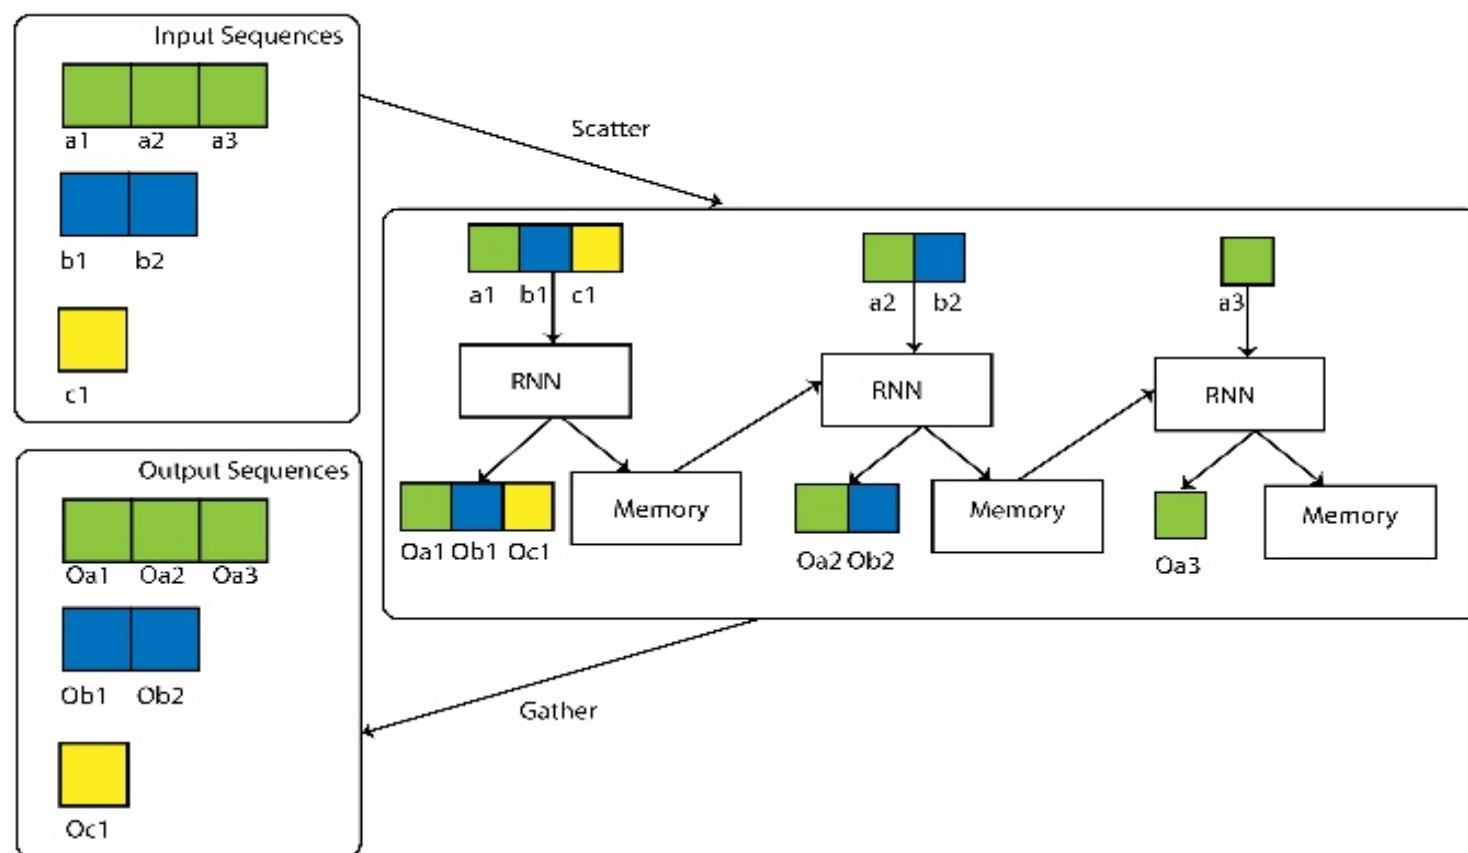 Input Sequences
a1 a2 a3
b1 b2
c1
Scatter
a1 b1 c1
RNN
Oa1 Ob1 Oc1
Memory
a2 b2
RNN
Oa2 Ob2
Memory
a3
RNN
Oa3
Memory
Gather
Output Sequences
Oa1 Oa2 Oa3
Ob1 Ob2
Oc1